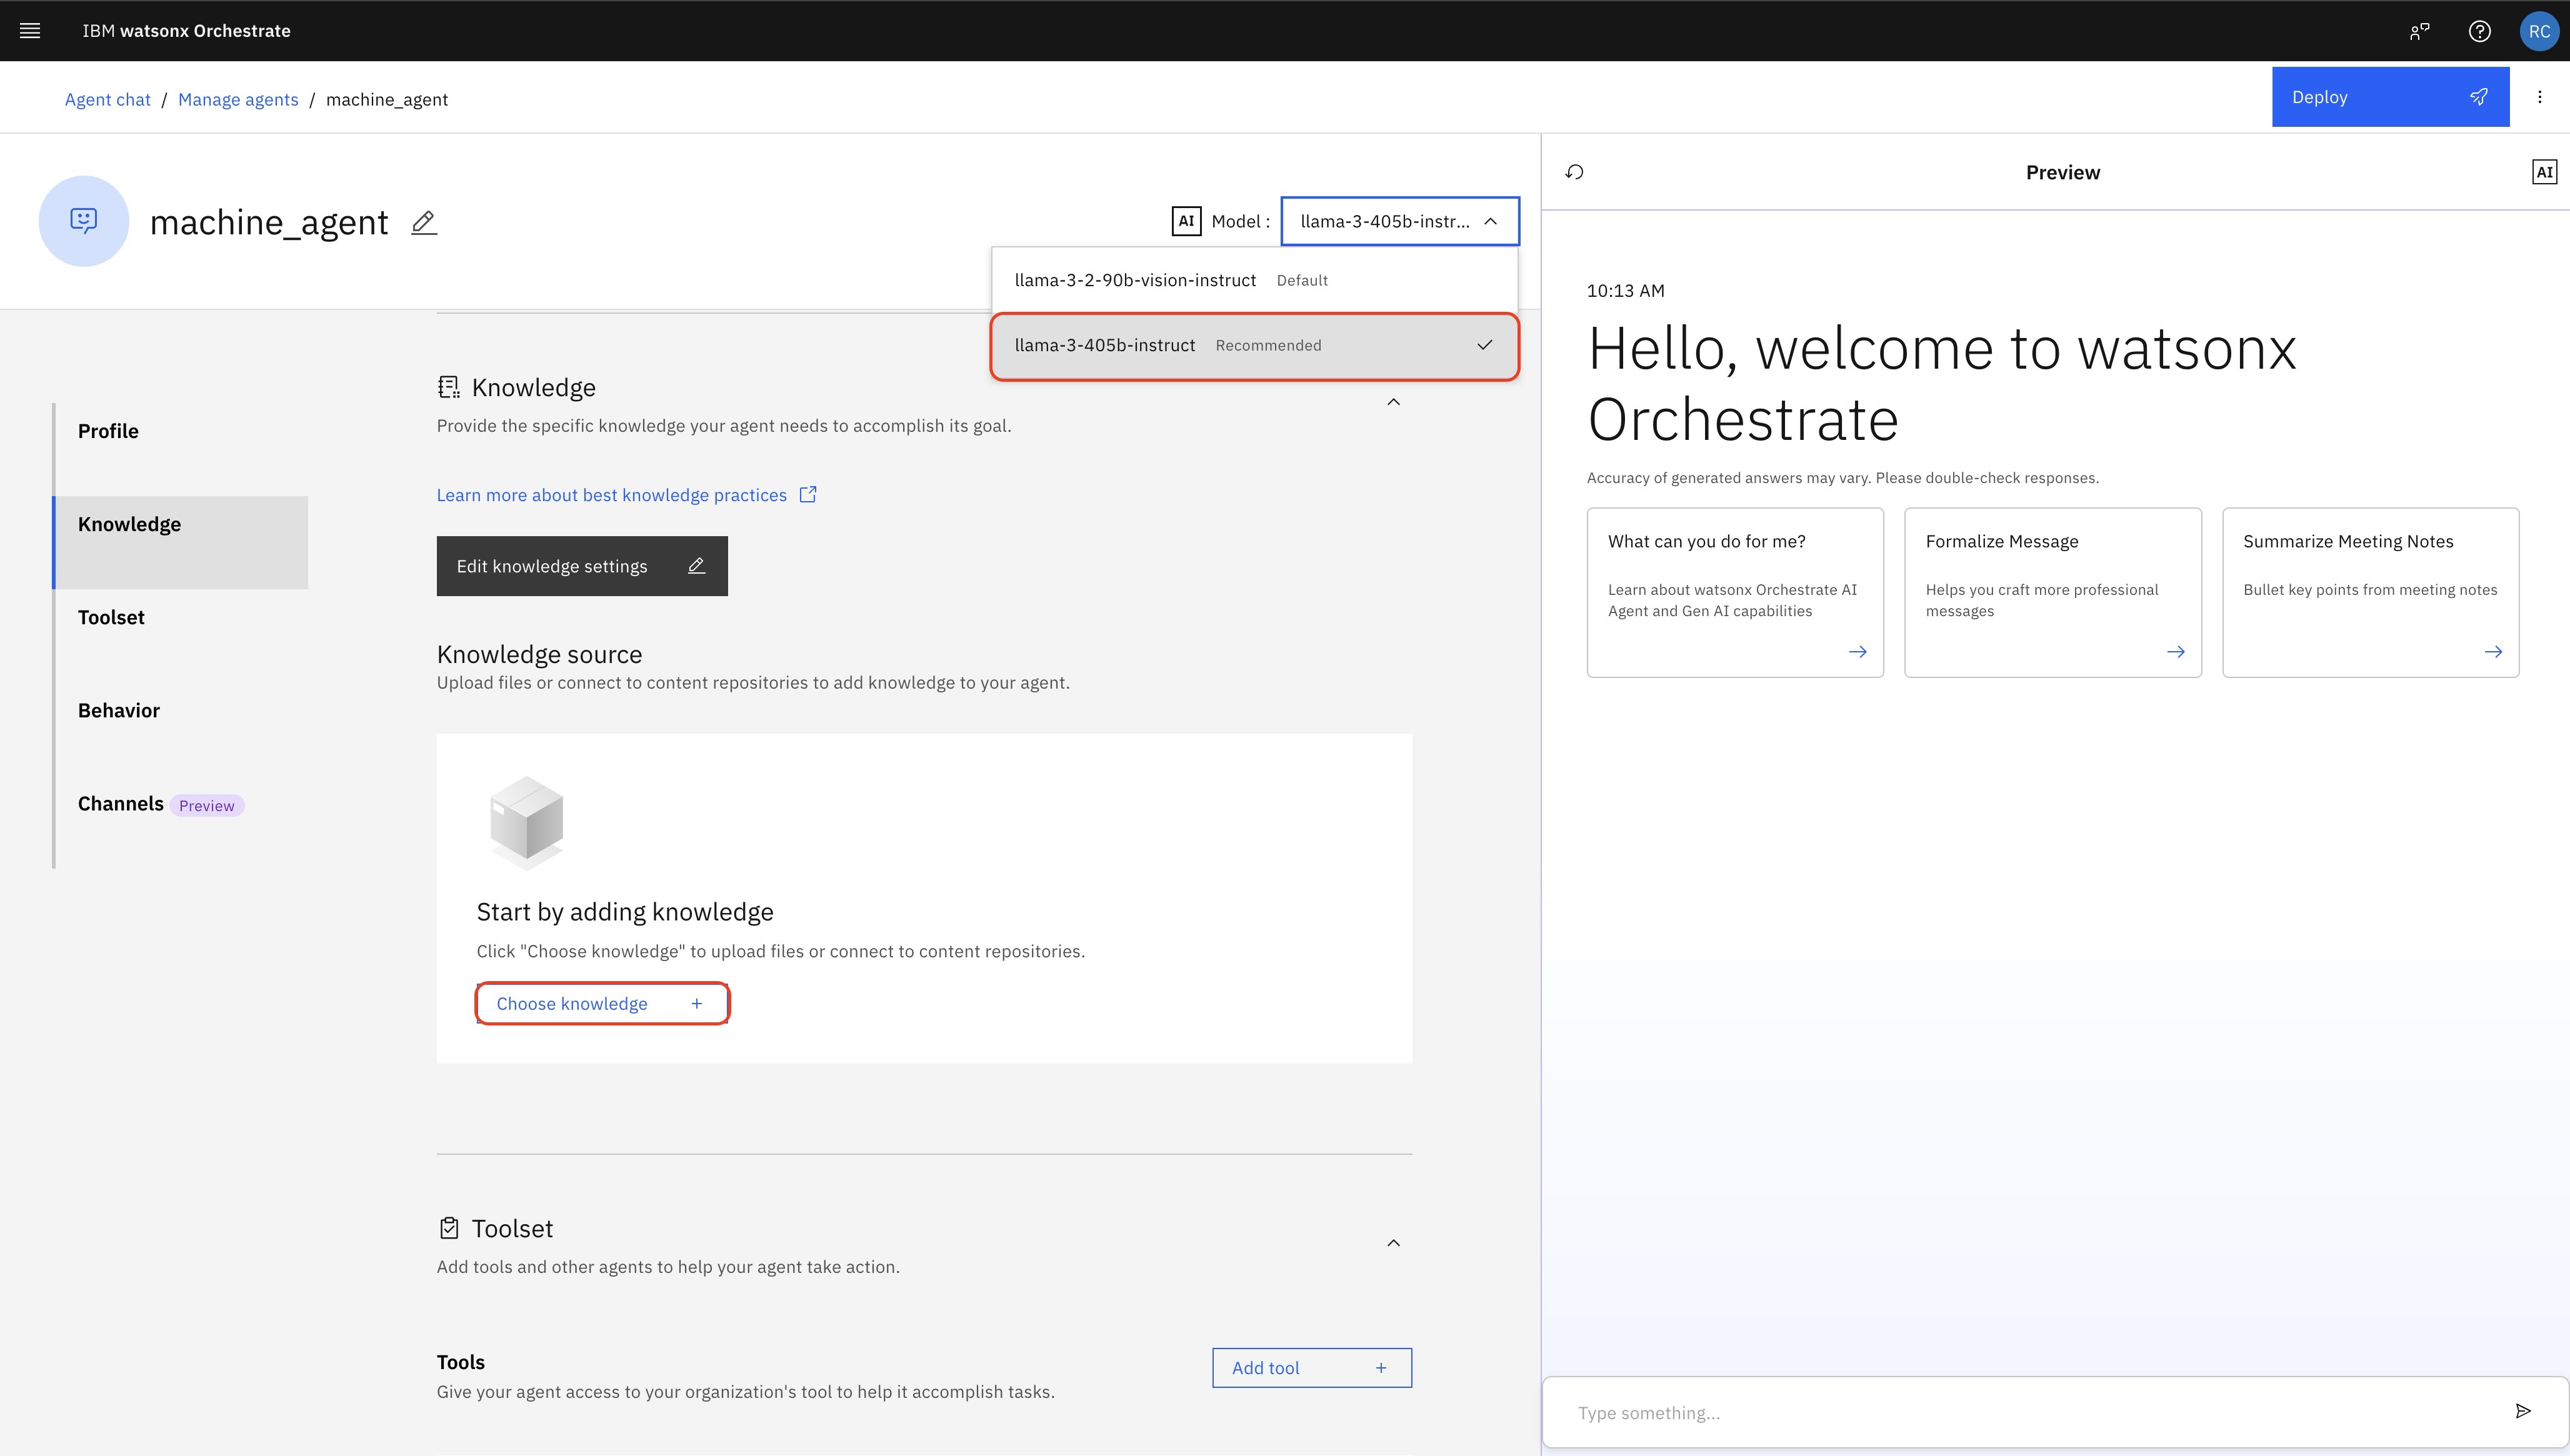 IBM watsonx Orchestrate
RC
Agent chat / Manage agents / machine_agent
Deploy
machine_agent
AI Model : llama-3-405b-instr...
llama-3-2-90b-vision-instruct Default
llama-3-405b-instruct Recommended
Profile
Knowledge
Toolset
Behavior
Channels Preview
Knowledge
Provide the specific knowledge your agent needs to accomplish its goal.
Learn more about best knowledge practices
Edit knowledge settings
Knowledge source
Upload files or connect to content repositories to add knowledge to your agent.
Start by adding knowledge
Click "Choose knowledge" to upload files or connect to content repositories.
Choose knowledge +
Toolset
Add tools and other agents to help your agent take action.
Tools
Give your agent access to your organization's tool to help it accomplish tasks.
Add tool +
Preview
AI
10:13 AM
Hello, welcome to watsonx
Orchestrate
Accuracy of generated answers may vary. Please double-check responses.
What can you do for me?
Learn about watsonx Orchestrate AI
Agent and Gen AI capabilities
Formalize Message
Helps you craft more professional
messages
Summarize Meeting Notes
Bullet key points from meeting notes
Type something...